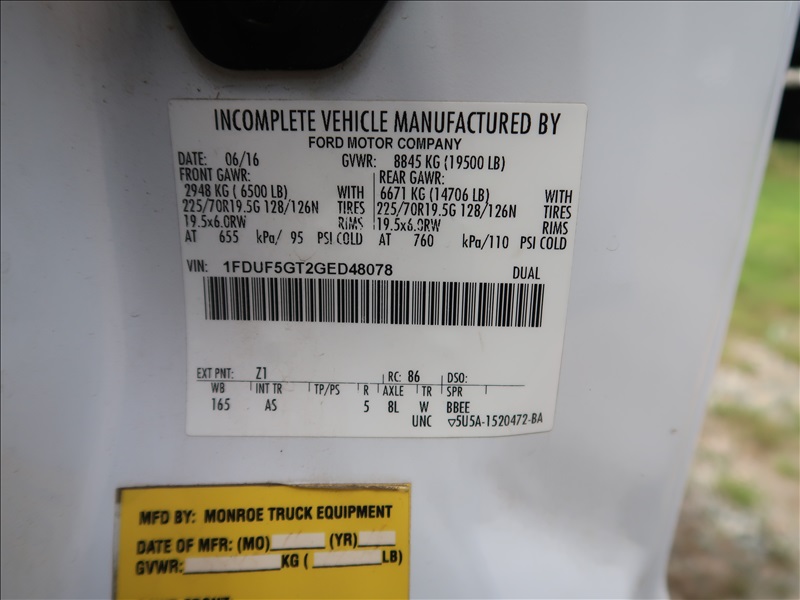 INCOMPLETE VEHICLE MANUFACTURED BY
FORD MOTOR COMPANY
DATE: 06/16 GVWR: 8845 KG (19500 LB)
FRONT GAWR: REAR GAWR:
2948 KG ( 6500 LB) WITH 6671 KG (14706 LB) WITH
225/70R19.5G 128/126N TIRES 225/70R19.5G 128/126N TIRES
19.5x6.0RW RIMS 19.5x6.0RW RIMS
AT 655 kPa/ 95 PSI COLD AT 760 kPa/110 PSI COLD
VIN: 1FDUF5GT2GED48078 DUAL
EXT PNT: Z1 RC: 86 DSO:
WB INT TR TP/PS R AXLE TR SPR
165 AS 5 8L W BBEE
UNC ▽5U5A-1520472-BA
MFD BY: MONROE TRUCK EQUIPMENT
DATE OF MFR: (MO)______ (YR)____
GVWR:__________KG (_______LB)